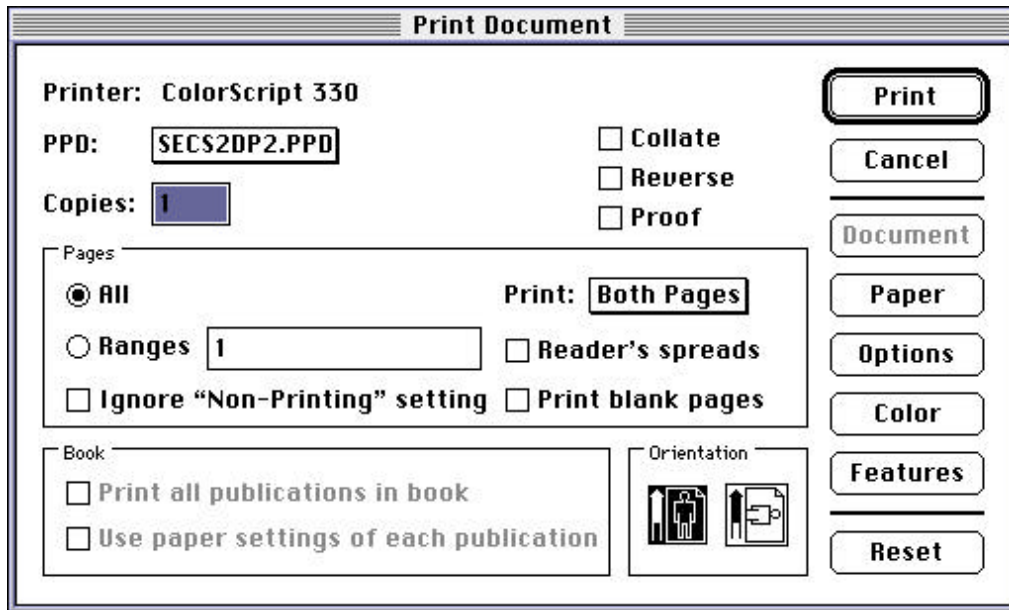 Print Document
Printer: ColorScript 330
PPD: SECS2DP2.PPD
Copies: 1
Collate
Reverse
Proof
Pages
All
Print: Both Pages
Ranges 1
Reader's spreads
Ignore “Non-Printing” setting
Print blank pages
Book
Print all publications in book
Use paper settings of each publication
Orientation
Print
Cancel
Document
Paper
Options
Color
Features
Reset